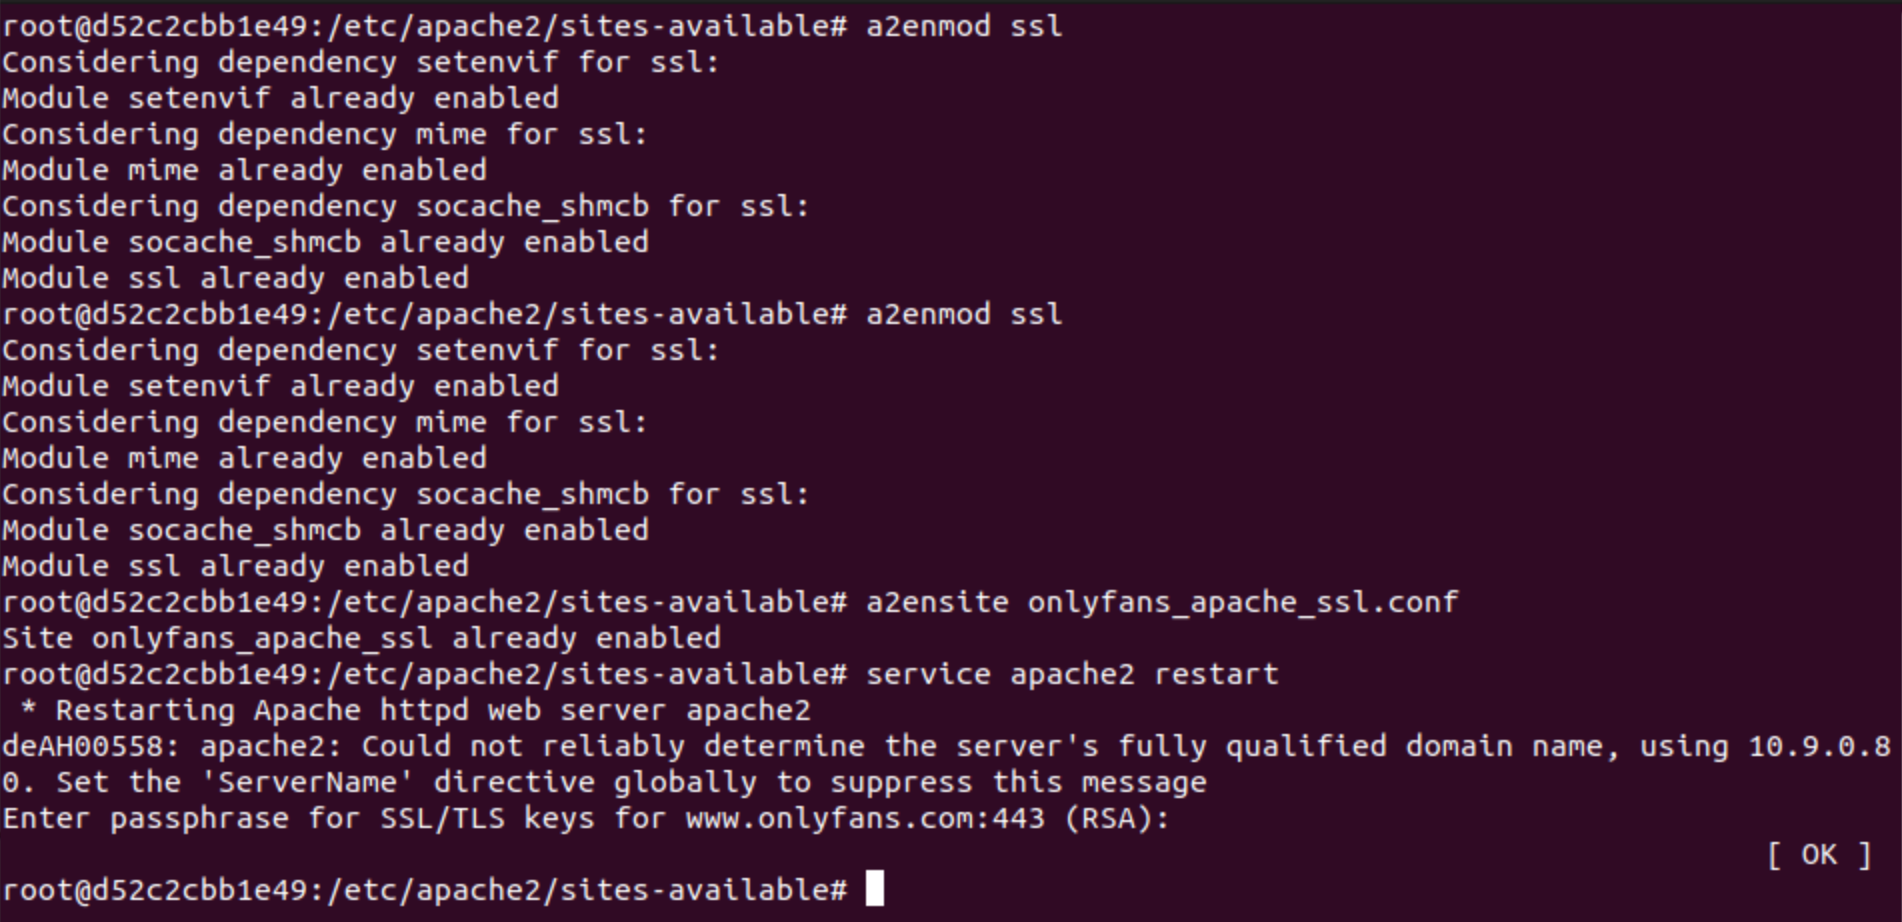 root@d52c2cbb1e49:/etc/apache2/sites-available# a2enmod ssl
Considering dependency setenvif for ssl:
Module setenvif already enabled
Considering dependency mime for ssl:
Module mime already enabled
Considering dependency socache_shmcb for ssl:
Module socache_shmcb already enabled
Module ssl already enabled
root@d52c2cbb1e49:/etc/apache2/sites-available# a2enmod ssl
Considering dependency setenvif for ssl:
Module setenvif already enabled
Considering dependency mime for ssl:
Module mime already enabled
Considering dependency socache_shmcb for ssl:
Module socache_shmcb already enabled
Module ssl already enabled
root@d52c2cbb1e49:/etc/apache2/sites-available# a2ensite onlyfans_apache_ssl.conf
Site onlyfans_apache_ssl already enabled
root@d52c2cbb1e49:/etc/apache2/sites-available# service apache2 restart
 * Restarting Apache httpd web server apache2
deAH00558: apache2: Could not reliably determine the server's fully qualified domain name, using 10.9.0.8
0. Set the 'ServerName' directive globally to suppress this message
Enter passphrase for SSL/TLS keys for www.onlyfans.com:443 (RSA):
[ OK ]
root@d52c2cbb1e49:/etc/apache2/sites-available#